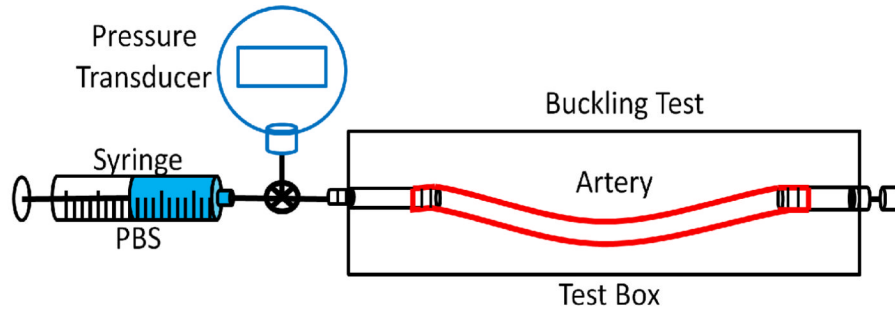 Pressure
Transducer
Buckling Test
Syringe
Artery
PBS
Test Box